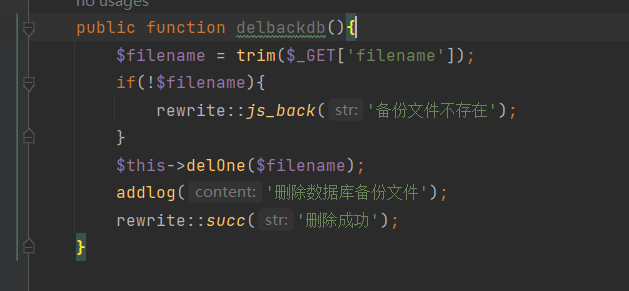 no usages
public function delbackdb(){
$filename = trim($_GET['filename']);
if(!$filename){
rewrite::js_back( str: '备份文件不存在');
}
$this->delOne($filename);
addlog( content: '删除数据库备份文件');
rewrite::succ( str: '删除成功');
}